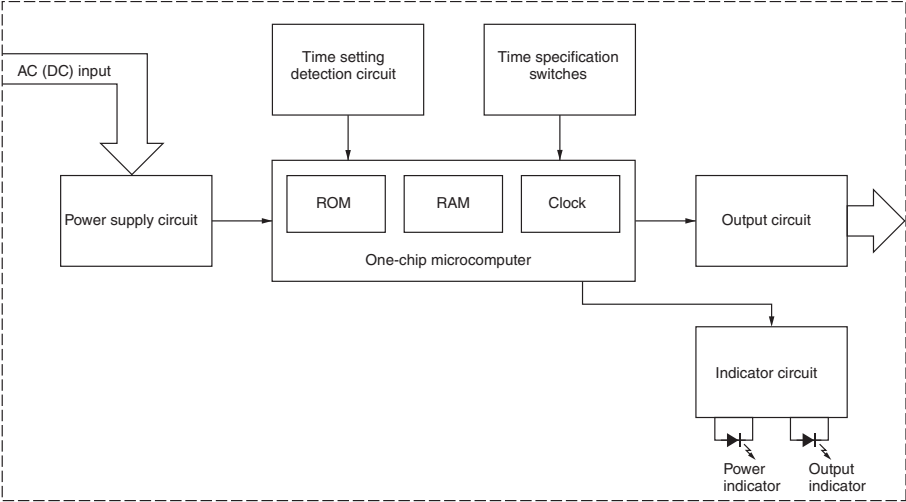 AC (DC) input
Time setting
detection circuit
Time specification
switches
Power supply circuit
ROM
RAM
Clock
One-chip microcomputer
Output circuit
Indicator circuit
Power
indicator
Output
indicator